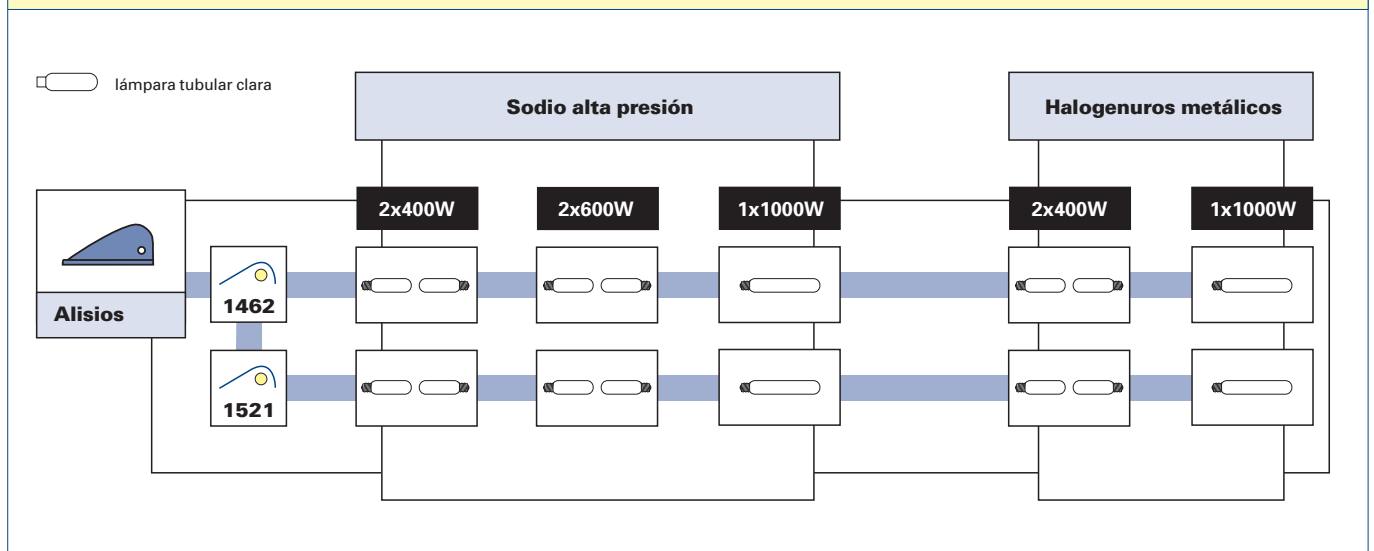 lámpara tubular clara
Sodio alta presión
Halogenuros metálicos
2x400W
2x600W
1x1000W
2x400W
1x1000W
Alisios
1462
1521